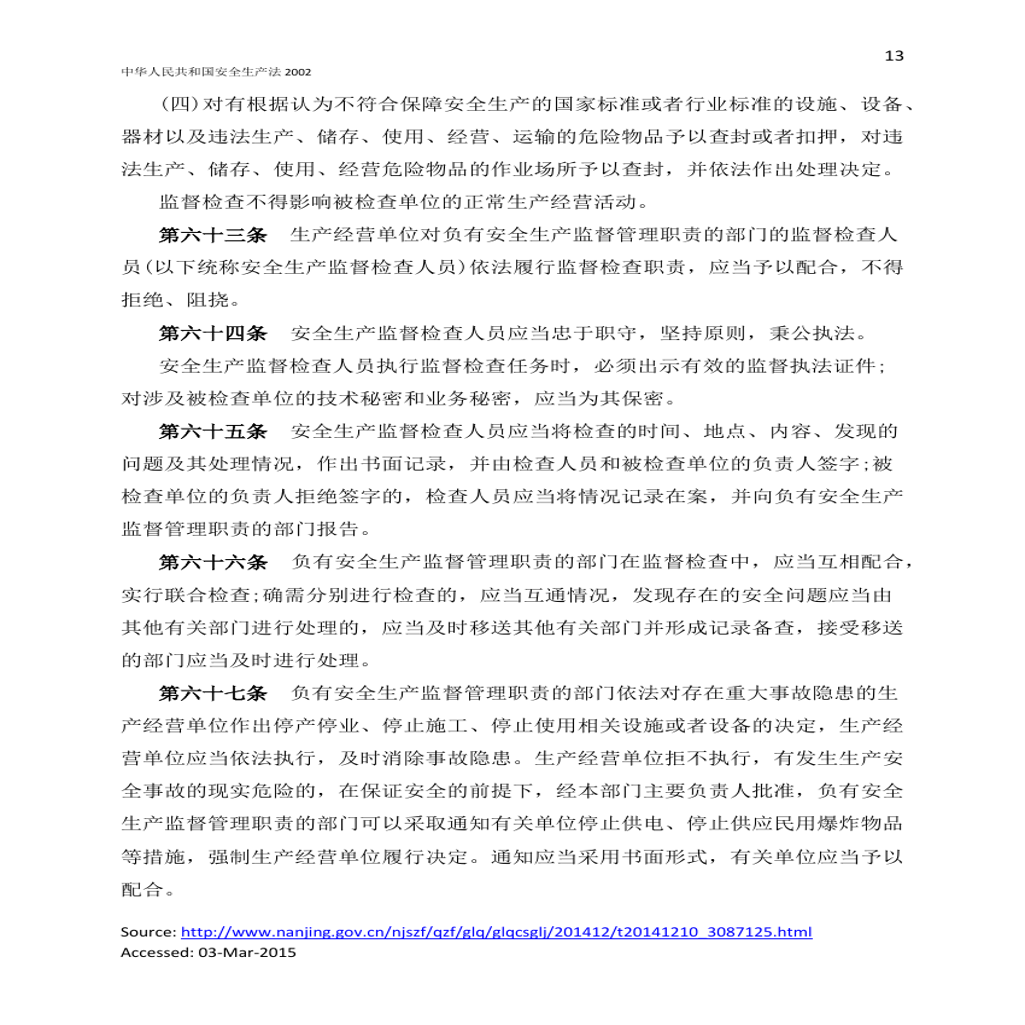 13
中华人民共和国安全生产法 2002
(四)对有根据认为不符合保障安全生产的国家标准或者行业标准的设施、设备、
器材以及违法生产、储存、使用、经营、运输的危险物品予以查封或者扣押，对违
法生产、储存、使用、经营危险物品的作业场所予以查封，并依法作出处理决定。
监督检查不得影响被检查单位的正常生产经营活动。
第六十三条　生产经营单位对负有安全生产监督管理职责的部门的监督检查人
员(以下统称安全生产监督检查人员)依法履行监督检查职责，应当予以配合，不得
拒绝、阻挠。
第六十四条　安全生产监督检查人员应当忠于职守，坚持原则，秉公执法。
安全生产监督检查人员执行监督检查任务时，必须出示有效的监督执法证件;
对涉及被检查单位的技术秘密和业务秘密，应当为其保密。
第六十五条　安全生产监督检查人员应当将检查的时间、地点、内容、发现的
问题及其处理情况，作出书面记录，并由检查人员和被检查单位的负责人签字;被
检查单位的负责人拒绝签字的，检查人员应当将情况记录在案，并向负有安全生产
监督管理职责的部门报告。
第六十六条　负有安全生产监督管理职责的部门在监督检查中，应当互相配合，
实行联合检查;确需分别进行检查的，应当互通情况，发现存在的安全问题应当由
其他有关部门进行处理的，应当及时移送其他有关部门并形成记录备查，接受移送
的部门应当及时进行处理。
第六十七条　负有安全生产监督管理职责的部门依法对存在重大事故隐患的生
产经营单位作出停产停业、停止施工、停止使用相关设施或者设备的决定，生产经
营单位应当依法执行，及时消除事故隐患。生产经营单位拒不执行，有发生生产安
全事故的现实危险的，在保证安全的前提下，经本部门主要负责人批准，负有安全
生产监督管理职责的部门可以采取通知有关单位停止供电、停止供应民用爆炸物品
等措施，强制生产经营单位履行决定。通知应当采用书面形式，有关单位应当予以
配合。
Source: http://www.nanjing.gov.cn/njszf/qzf/glq/glqcsglj/201412/t20141210_3087125.html
Accessed: 03-Mar-2015